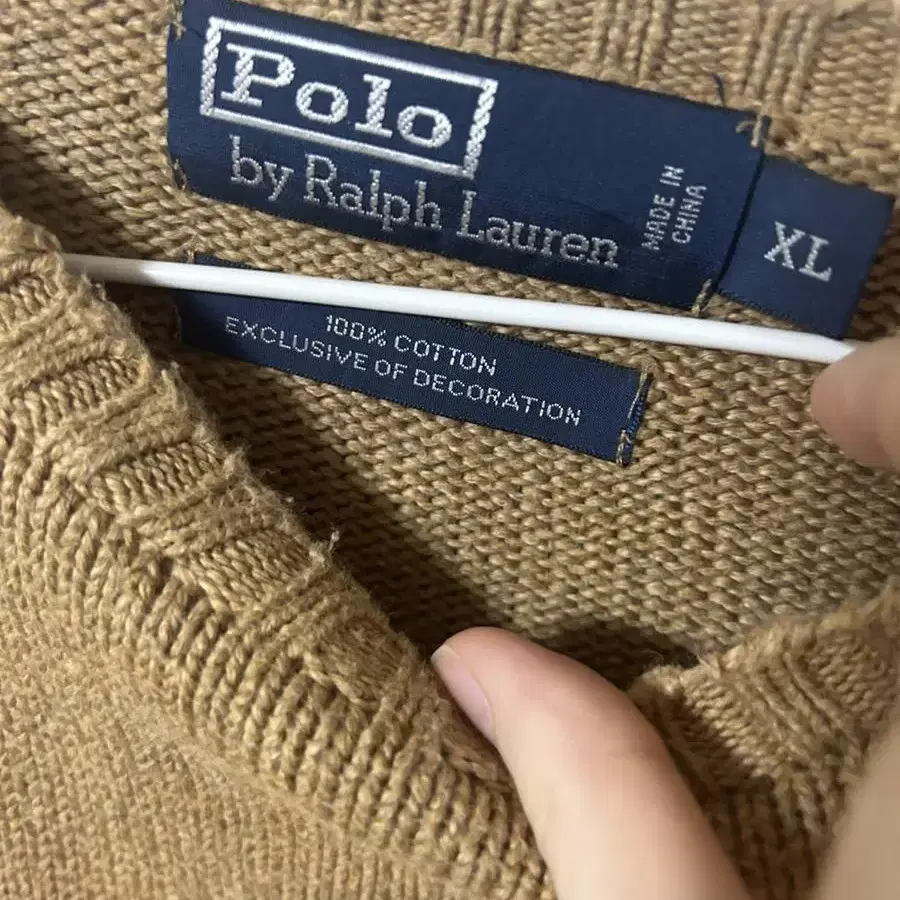 Polo
by Ralph Lauren
MADE IN
CHINA
XL
100% COTTON
EXCLUSIVE OF DECORATION